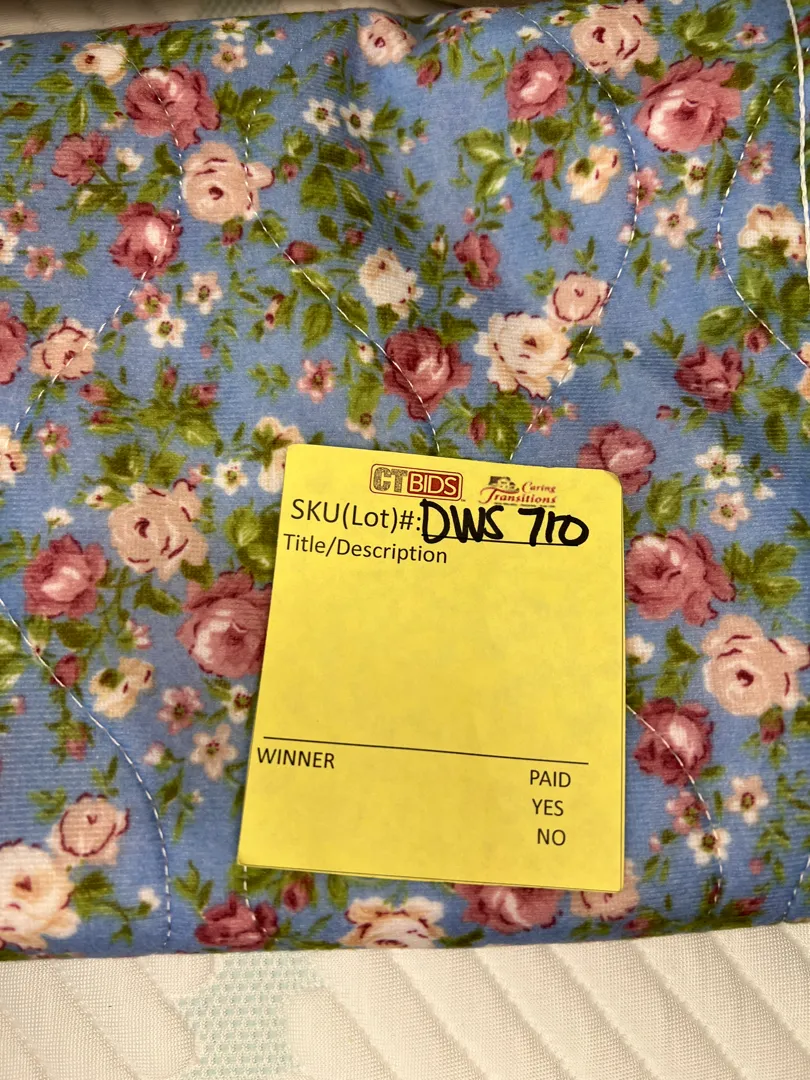 CTBIDS
Caring
Transitions
SKU(Lot)#: DWS 710
Title/Description
WINNER
PAID
YES
NO